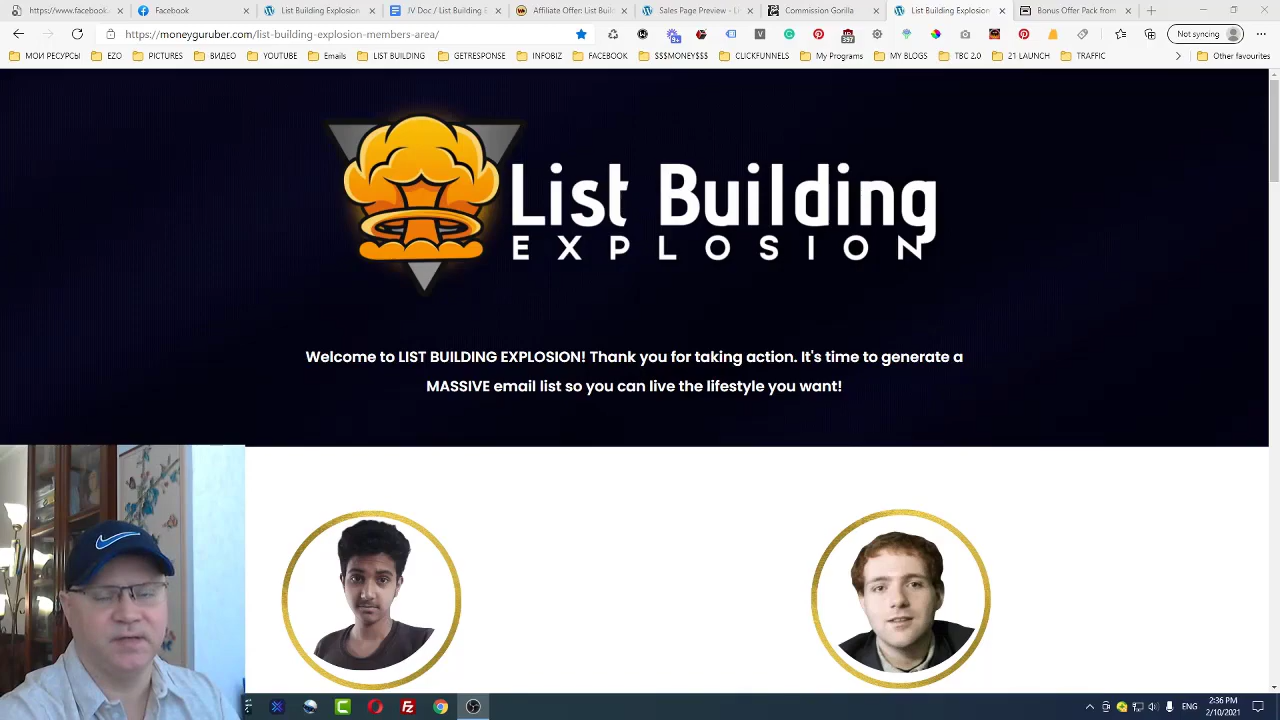 https://www.facebook
Facebook
List Building Explosion
JV Doc / List Building E
Affiliate Offer: List Buil
Sales Page Preview – Li
Commission Gorilla
List Building Explosion
Bonus Offer Pack from
https://moneyguruber.com/list-building-explosion-members-area/
Not syncing
МОИ РЕСУРСЫ
EZO
PICTURES
ВИДЕО
YOUTUBE
Emails
LIST BUILDING
GETRESPONSE
INFOBIZ
FACEBOOK
$$$MONEY$$$
CLICKFUNNELS
My Programs
MY BLOGS
TBC 2.0
21 LAUNCH
TRAFFIC
Other favourites
List Building
EXPLOSION
Welcome to LIST BUILDING EXPLOSION! Thank you for taking action. It's time to generate a
MASSIVE email list so you can live the lifestyle you want!
ENG
2:36 PM
2/10/2021